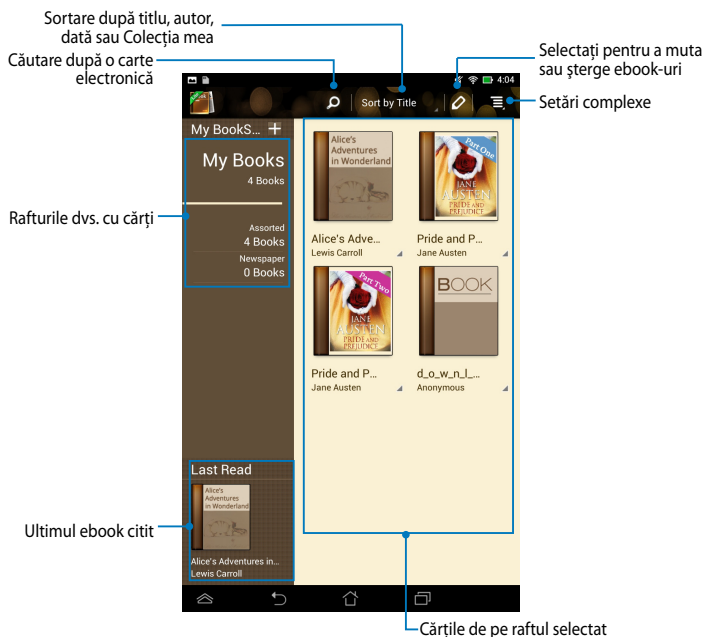 Sortare după titlu, autor,
dată sau Colecția mea
Căutare după o carte
electronică
Selectați pentru a muta
sau șterge ebook-uri
Setări complexe
4:04
Sort by Title
My BookS...
My Books
4 Books
Assorted
4 Books
Newspaper
0 Books
Rafturile dvs. cu cărți
Alice's
Adventures
in Wonderland
Alice's Adve...
Lewis Carroll
Part One
JANE
AUSTEN
PRIDE AND
PREJUDICE
Pride and P...
Jane Austen
Part Two
JANE
AUSTEN
PRIDE AND
PREJUDICE
Pride and P...
Jane Austen
BOOK
d_o_w_n_l_...
Anonymous
Last Read
Alice's
Adventures
in Wonderland
Alice's Adventures in...
Lewis Carroll
Ultimul ebook citit
Cărțile de pe raftul selectat